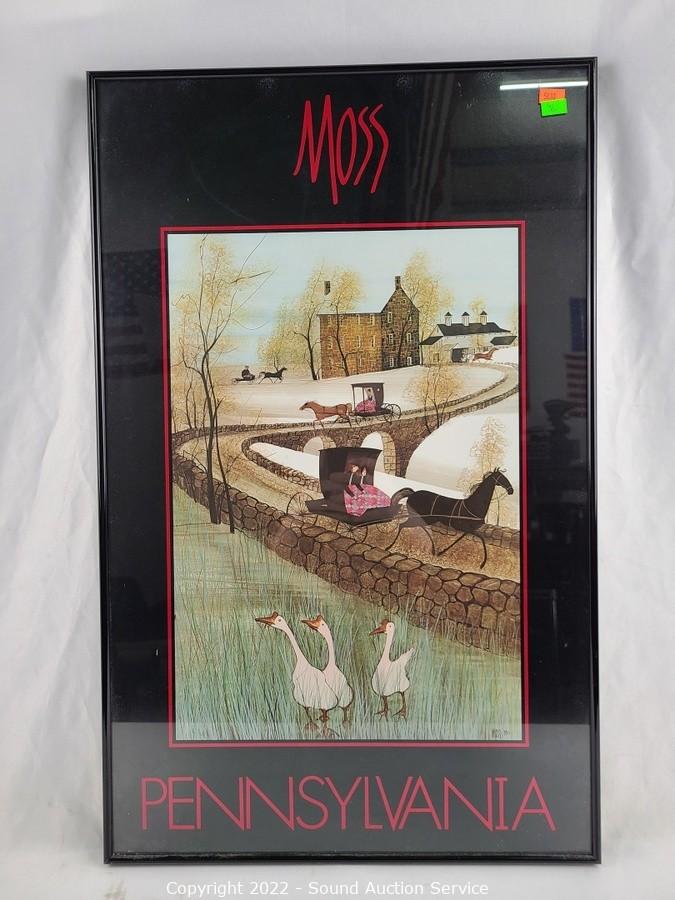 Moss
PENNSYLVANIA
Copyright 2022 - Sound Auction Service